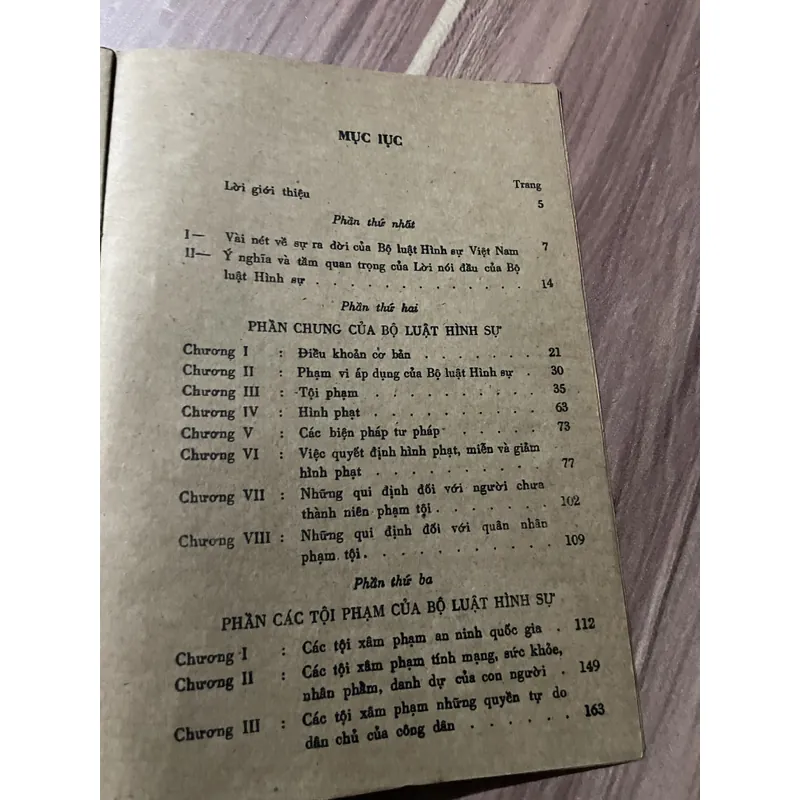 MỤC lỤC
Trang
Lời giới thiệu 5
Phần thứ nhất
I— Vài nét về sự ra dời của Bộ luật Hình sự Việt Nam 7
II— Ý nghĩa và tầm quan trọng của Lời nói đầu của Bộ
luật Hình sự . . . . . . . . . . . . . 14
Phần thứ hai
PHẦN CHUNG CỦA BỘ LUẬT HÌNH SỰ
Chương I : Điều khoản cơ bản . . . . . . . 21
Chương II : Phạm vi áp dụng của Bộ luật Hình sự . 30
Chương III : Tội phạm . . . . . . . . . . 35
Chương IV : Hình phạt . . . . . . . . . . 63
Chương V : Các biện pháp tư pháp . . . . . . 73
Chương VI : Việc quyết định hình phạt, miễn và giảm
hình phạt . . . . . . . . . . 77
Chương VII : Những qui định đối với người chưa
thành niên phạm tội . . . . . . . 102
Chương VIII : Những qui định đối với quân nhân
phạm tội . . . . . . . . . . . 109
Phần thứ ba
PHẦN CÁC TỘI PHẠM CỦA BỘ LUẬT HÌNH SỰ
Chương I : Các tội xâm phạm an ninh quốc gia . 112
Chương II : Các tội xâm phạm tính mạng, sức khỏe,
nhân phẩm, danh dự của con người . 149
Chương III : Các tội xâm phạm những quyền tự do
dân chủ của công dân . . . . . . 163